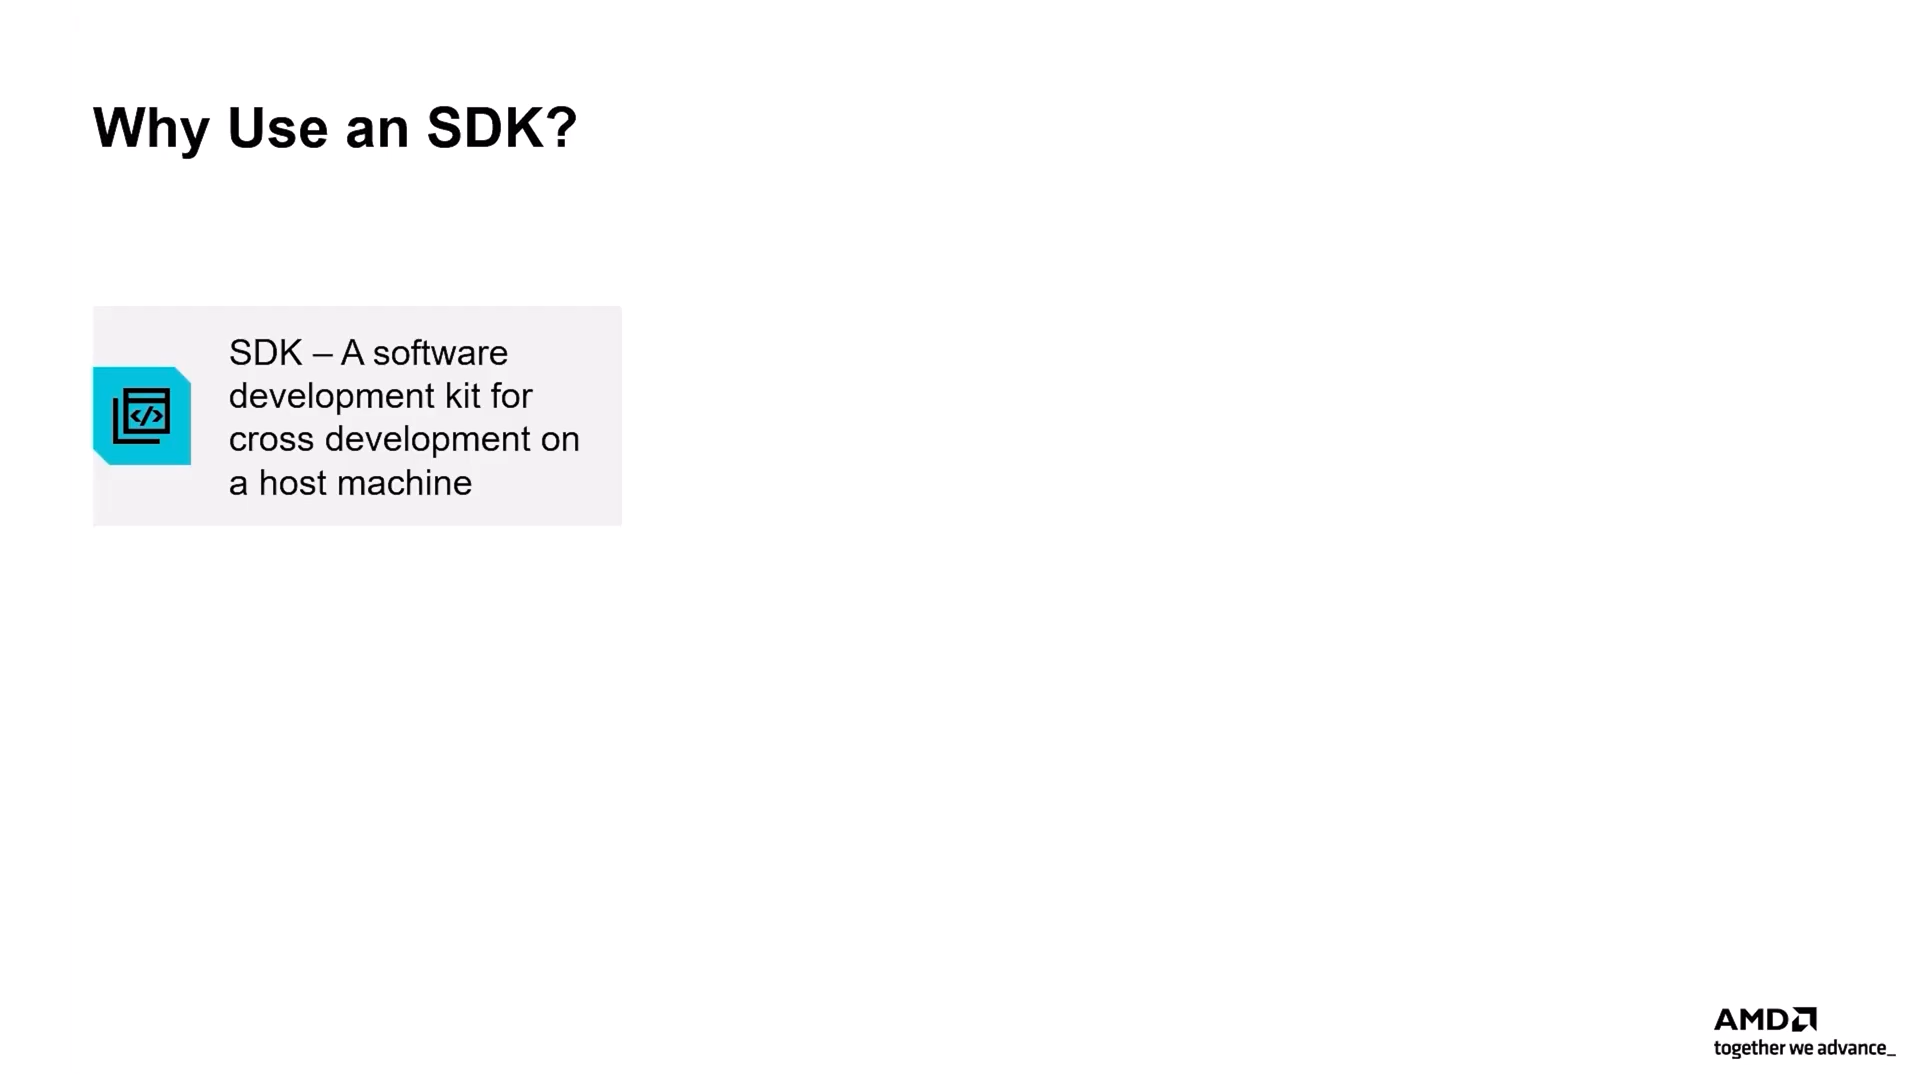 Why Use an SDK?
SDK – A software
development kit for
cross development on
a host machine
</>
AMD
together we advance_